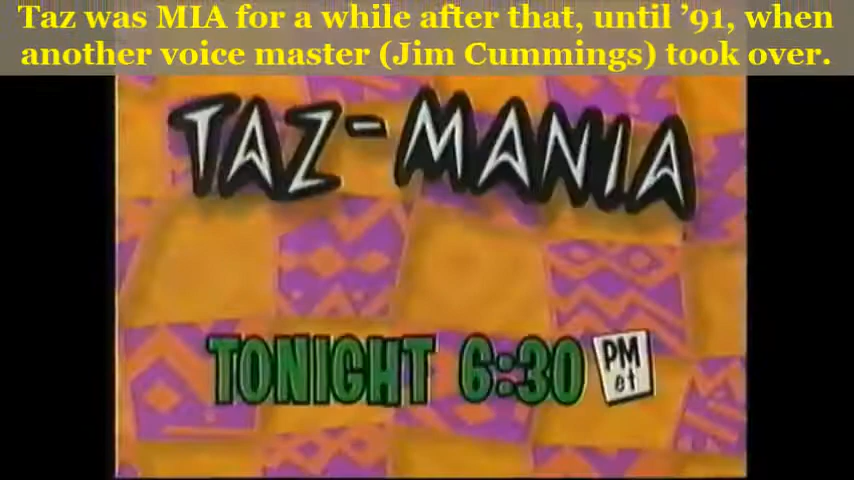 Taz was MIA for a while after that, until ’91, when
another voice master (Jim Cummings) took over.
TAZ-MANIA
TONIGHT 6:30 PM et